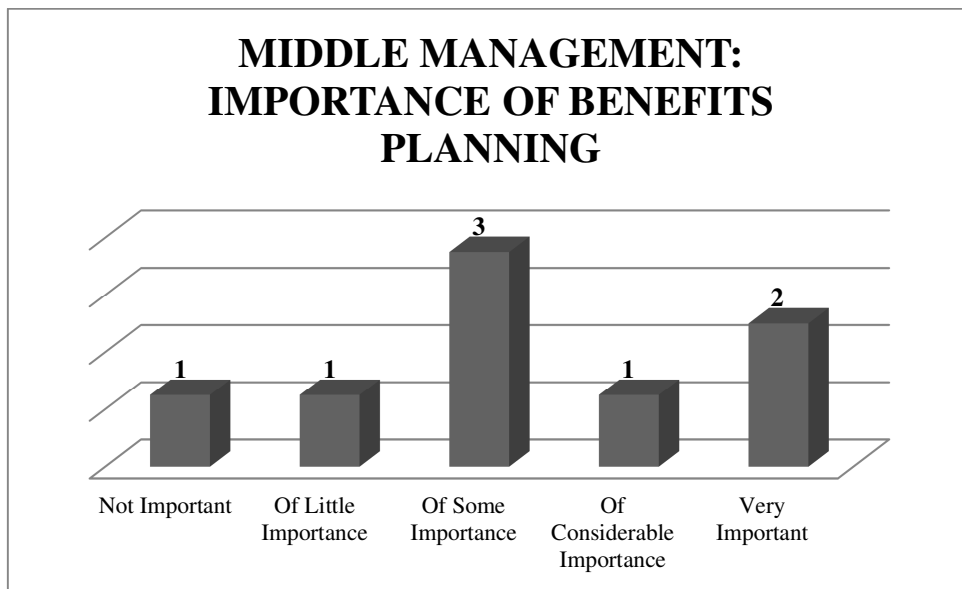 MIDDLE MANAGEMENT:
IMPORTANCE OF BENEFITS
PLANNING
1
1
3
1
2
Not Important
Of Little
Importance
Of Some
Importance
Of
Considerable
Importance
Very
Important